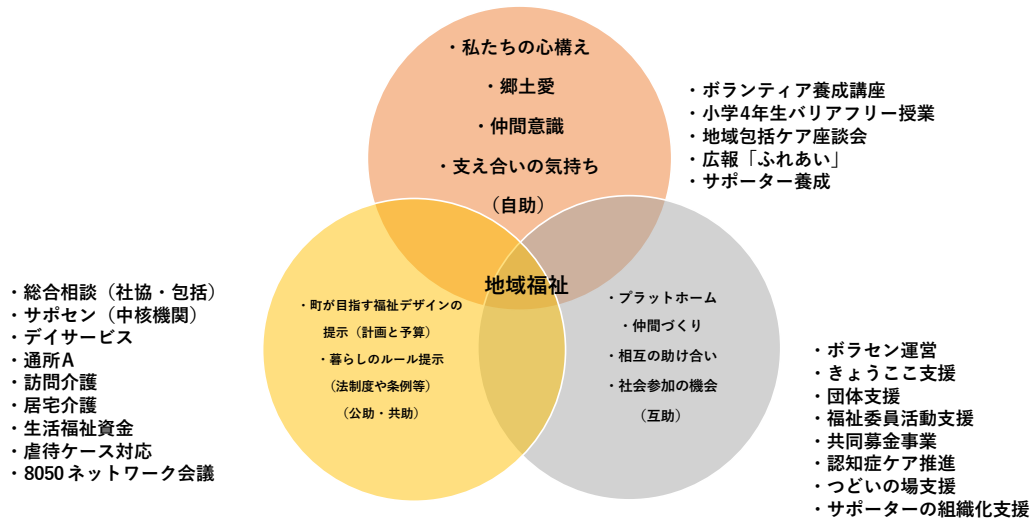 ・私たちの心構え
・郷土愛
・仲間意識
・支え合いの気持ち
（自助）
・ボランティア養成講座
・小学4年生バリアフリー授業
・地域包括ケア座談会
・広報「ふれあい」
・サポーター養成
地域福祉
・総合相談（社協・包括）
・サポセン（中核機関）
・デイサービス
・通所A
・訪問介護
・居宅介護
・生活福祉資金
・虐待ケース対応
・8050ネットワーク会議
・町が目指す福祉デザインの
提示（計画と予算）
・暮らしのルール提示
（法制度や条例等）
（公助・共助）
・プラットホーム
・仲間づくり
・相互の助け合い
・社会参加の機会
（互助）
・ボラセン運営
・きょうここ支援
・団体支援
・福祉委員活動支援
・共同募金事業
・認知症ケア推進
・つどいの場支援
・サポーターの組織化支援